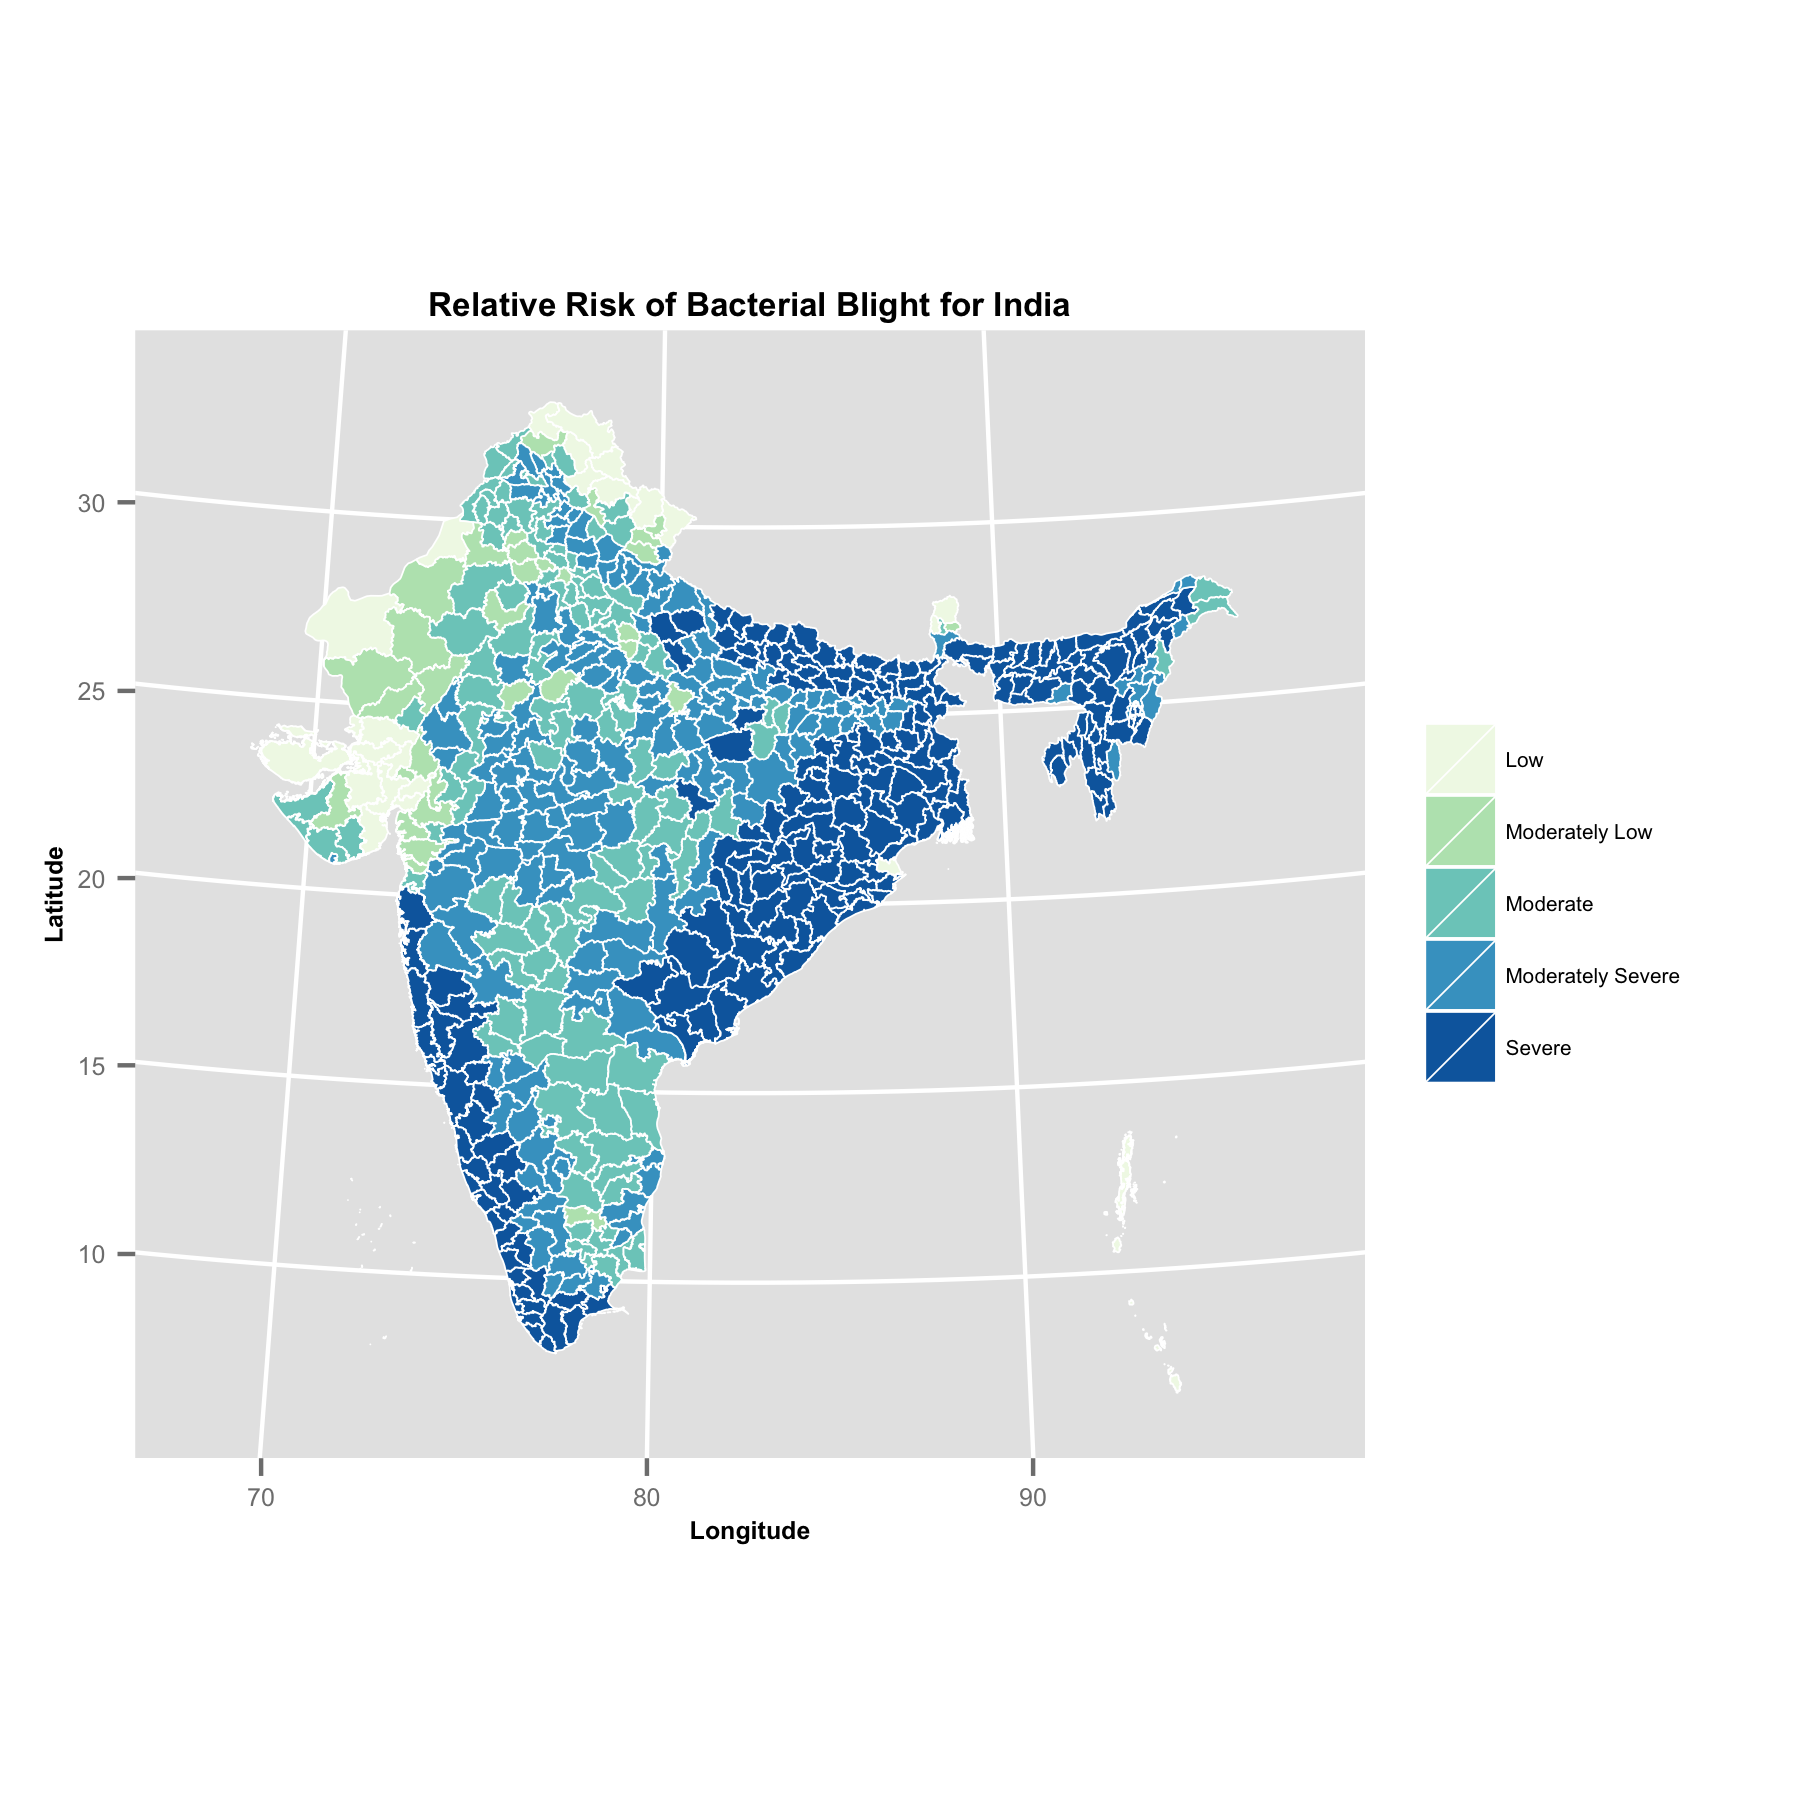 Relative Risk of Bacterial Blight for India
30
25
20
15
10
Latitude
70
80
90
Longitude
Low
Moderately Low
Moderate
Moderately Severe
Severe